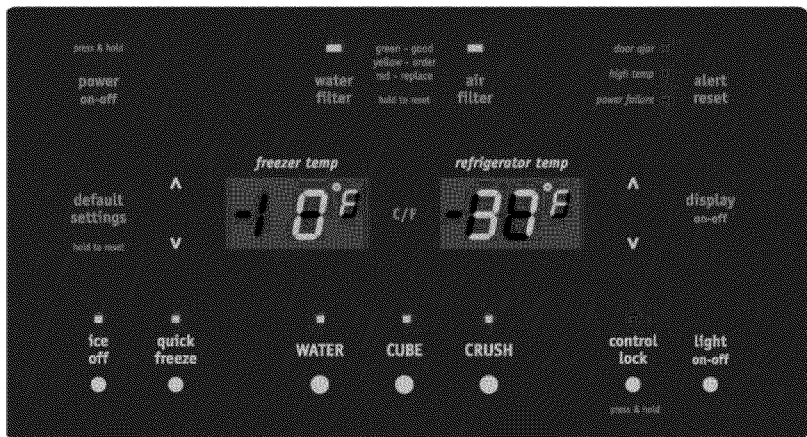 press & hold
power
on-off
water
filter
green - good
yellow - order
red - replace
hold to reset
air
filter
door ajar
high temp
power failure
alert
reset
freezer temp
refrigerator temp
default
settings
hold to reset
0°F
C/F
37°F
display
on-off
ice
off
quick
freeze
WATER
CUBE
CRUSH
control
lock
press & hold
light
on-off